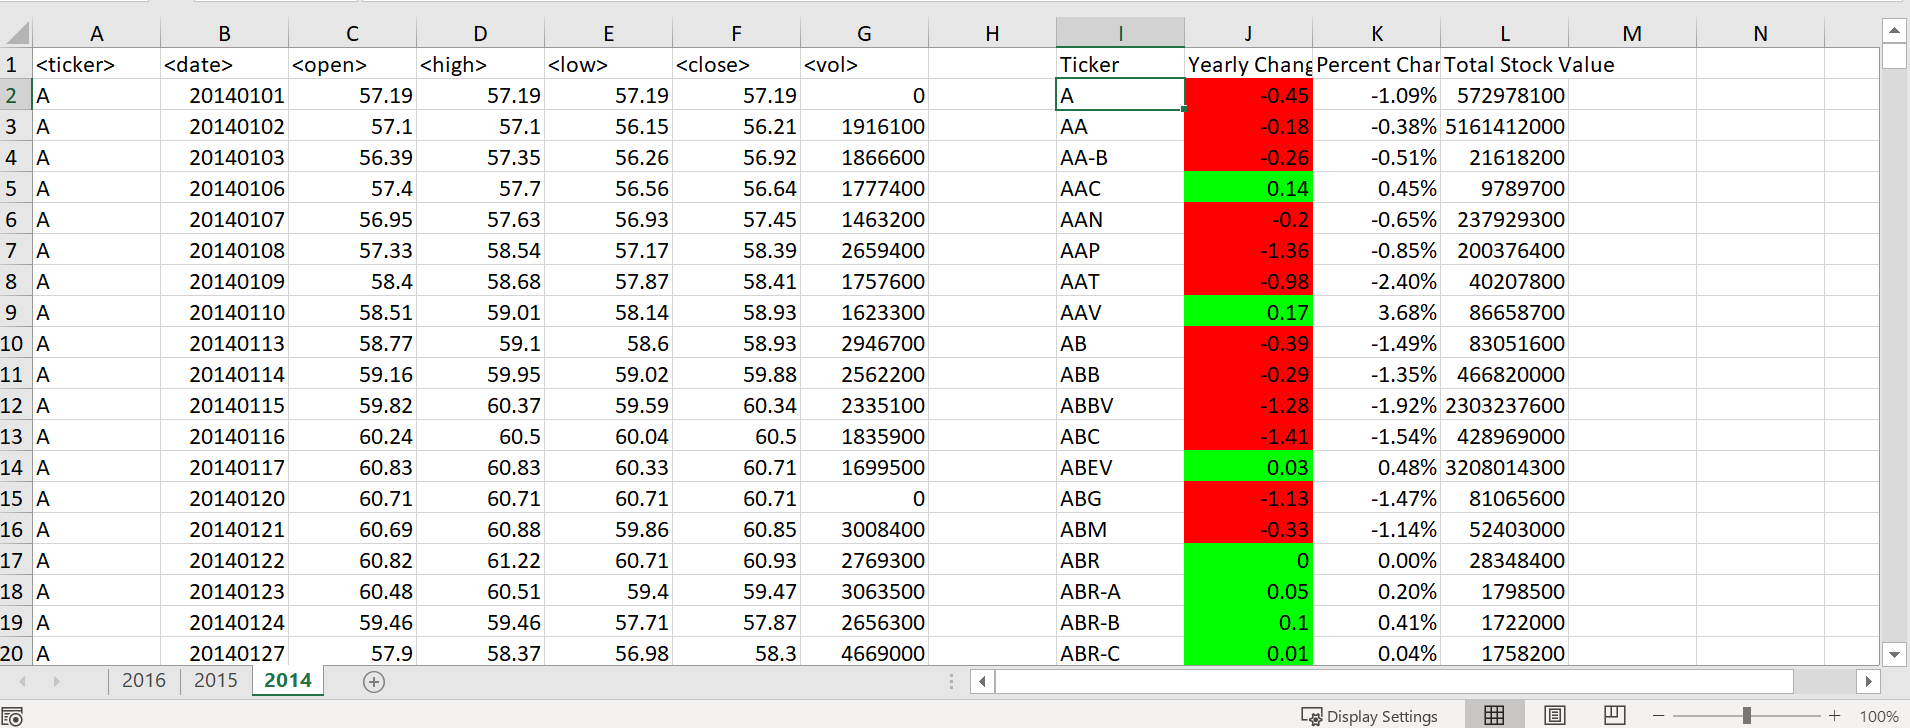 A B C D E F G H I J K L M N
1 <ticker> <date> <open> <high> <low> <close> <vol> Ticker Yearly Chang Percent Char Total Stock Value
2 A 20140101 57.19 57.19 57.19 57.19 0 A -0.45 -1.09% 572978100
3 A 20140102 57.1 57.1 56.15 56.21 1916100 AA -0.18 -0.38% 5161412000
4 A 20140103 56.39 57.35 56.26 56.92 1866600 AA-B -0.26 -0.51% 21618200
5 A 20140106 57.4 57.7 56.56 56.64 1777400 AAC 0.14 0.45% 9789700
6 A 20140107 56.95 57.63 56.93 57.45 1463200 AAN -0.2 -0.65% 237929300
7 A 20140108 57.33 58.54 57.17 58.39 2659400 AAP -1.36 -0.85% 200376400
8 A 20140109 58.4 58.68 57.87 58.41 1757600 AAT -0.98 -2.40% 40207800
9 A 20140110 58.51 59.01 58.14 58.93 1623300 AAV 0.17 3.68% 86658700
10 A 20140113 58.77 59.1 58.6 58.93 2946700 AB -0.39 -1.49% 83051600
11 A 20140114 59.16 59.95 59.02 59.88 2562200 ABB -0.29 -1.35% 466820000
12 A 20140115 59.82 60.37 59.59 60.34 2335100 ABBV -1.28 -1.92% 2303237600
13 A 20140116 60.24 60.5 60.04 60.5 1835900 ABC -1.41 -1.54% 428969000
14 A 20140117 60.83 60.83 60.33 60.71 1699500 ABEV 0.03 0.48% 3208014300
15 A 20140120 60.71 60.71 60.71 60.71 0 ABG -1.13 -1.47% 81065600
16 A 20140121 60.69 60.88 59.86 60.85 3008400 ABM -0.33 -1.14% 52403000
17 A 20140122 60.82 61.22 60.71 60.93 2769300 ABR 0 0.00% 28348400
18 A 20140123 60.48 60.51 59.4 59.47 3063500 ABR-A 0.05 0.20% 1798500
19 A 20140124 59.46 59.46 57.71 57.87 2656300 ABR-B 0.1 0.41% 1722000
20 A 20140127 57.9 58.37 56.98 58.3 4669000 ABR-C 0.01 0.04% 1758200
2016 2015 2014
Display Settings 100%